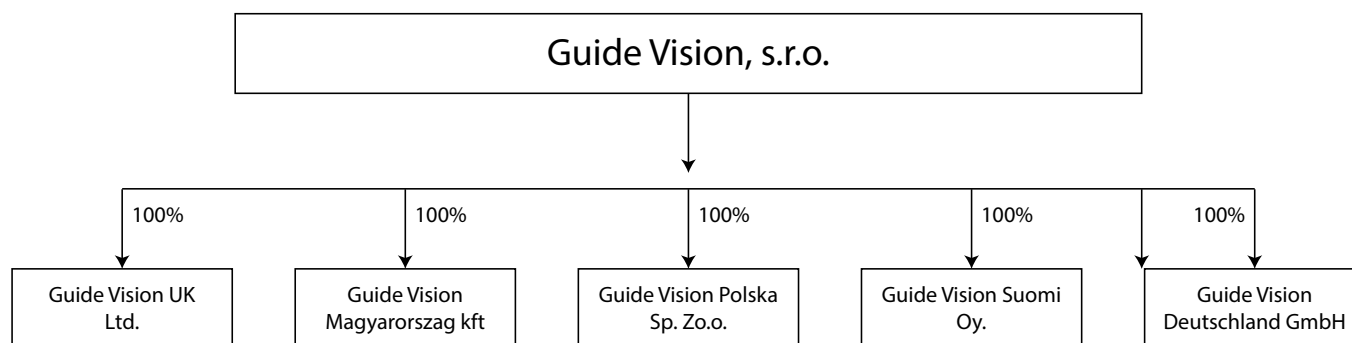 Guide Vision, s.r.o.
100%
100%
100%
100%
100%
Guide Vision UK
Ltd.
Guide Vision
Magyarorszag kft
Guide Vision Polska
Sp. Zo.o.
Guide Vision Suomi
Oy.
Guide Vision
Deutschland GmbH